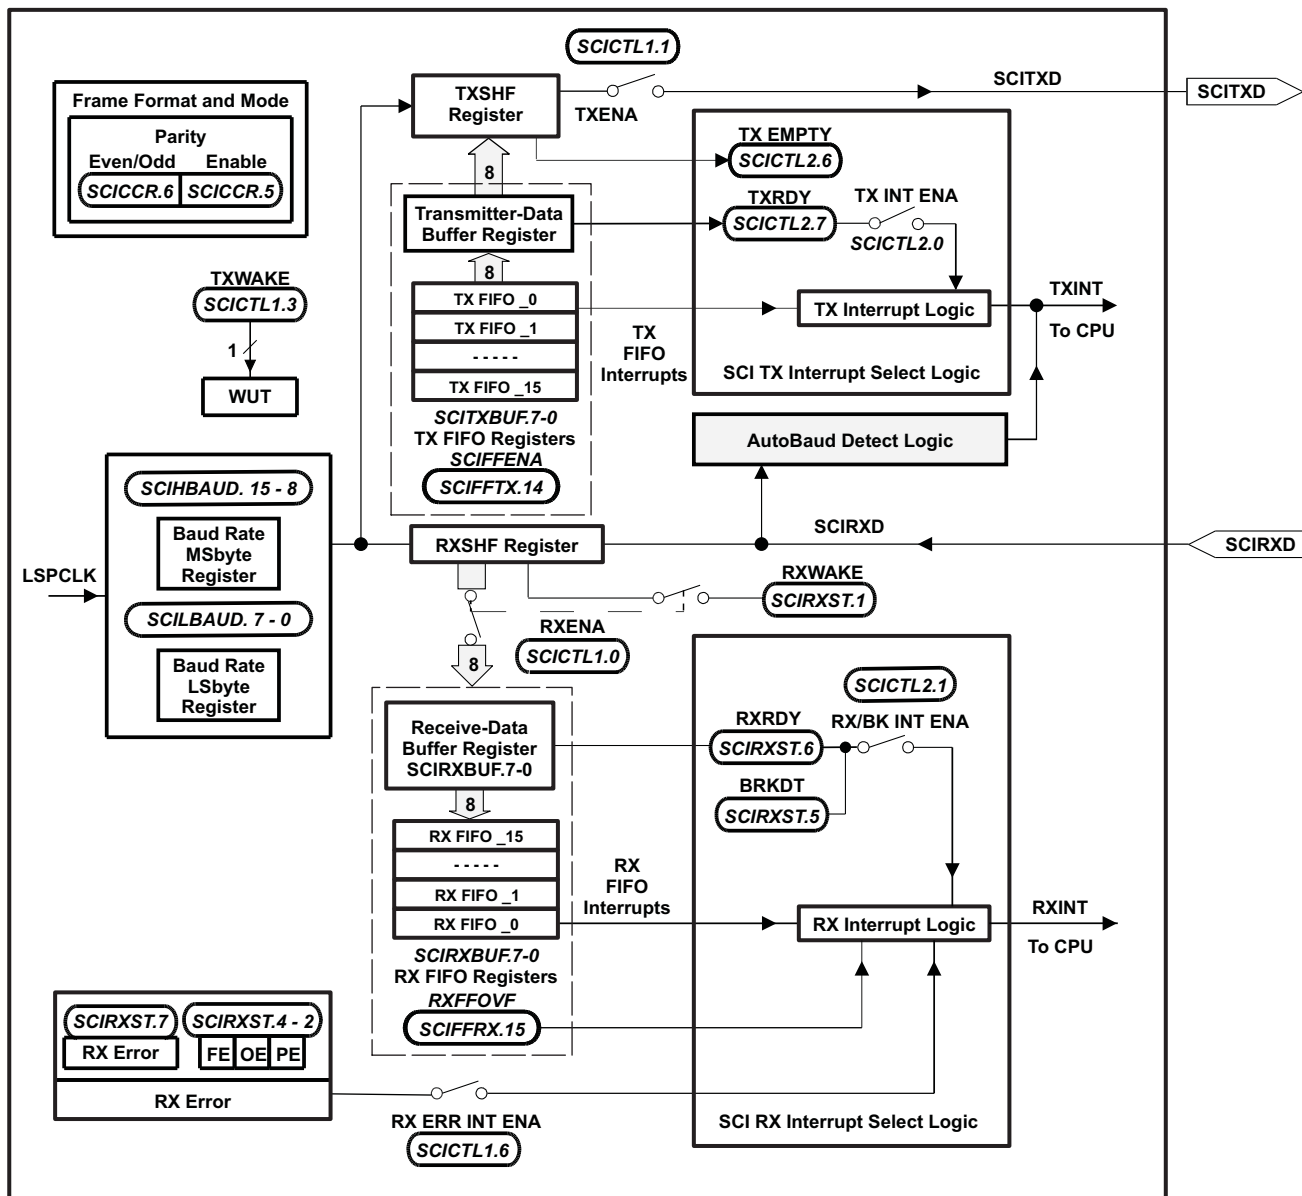 SCICTL1.1
TXSHF
Register
TXENA
SCITXD
SCITXD
Frame Format and Mode
Parity
Even/Odd Enable
SCICCR.6 SCICCR.5
8
TX EMPTY
SCICTL2.6
Transmitter-Data
Buffer Register
TXRDY
SCICTL2.7
TX INT ENA
SCICTL2.0
8
TXWAKE
SCICTL1.3
1
WUT
TX FIFO _0
TX FIFO _1
- - - - -
TX FIFO _15
TX
FIFO
Interrupts
TX Interrupt Logic
TXINT
To CPU
SCI TX Interrupt Select Logic
SCITXBUF.7-0
TX FIFO Registers
SCIFFENA
SCIFFTX.14
AutoBaud Detect Logic
LSPCLK
SCIHBAUD. 15 - 8
Baud Rate
MSbyte
Register
SCILBAUD. 7 - 0
Baud Rate
LSbyte
Register
RXSHF Register
SCIRXD
SCIRXD
RXWAKE
SCIRXST.1
RXENA
SCICTL1.0
8
SCICTL2.1
RX/BK INT ENA
RXRDY
SCIRXST.6
BRKDT
SCIRXST.5
Receive-Data
Buffer Register
SCIRXBUF.7-0
8
RX FIFO _15
- - - - -
RX FIFO _1
RX FIFO _0
RX
FIFO
Interrupts
RX Interrupt Logic
RXINT
To CPU
SCIRXBUF.7-0
RX FIFO Registers
RXFFOVF
SCIFFRX.15
SCIRXST.7 SCIRXST.4 - 2
RX Error FE OE PE
RX Error
RX ERR INT ENA
SCICTL1.6
SCI RX Interrupt Select Logic